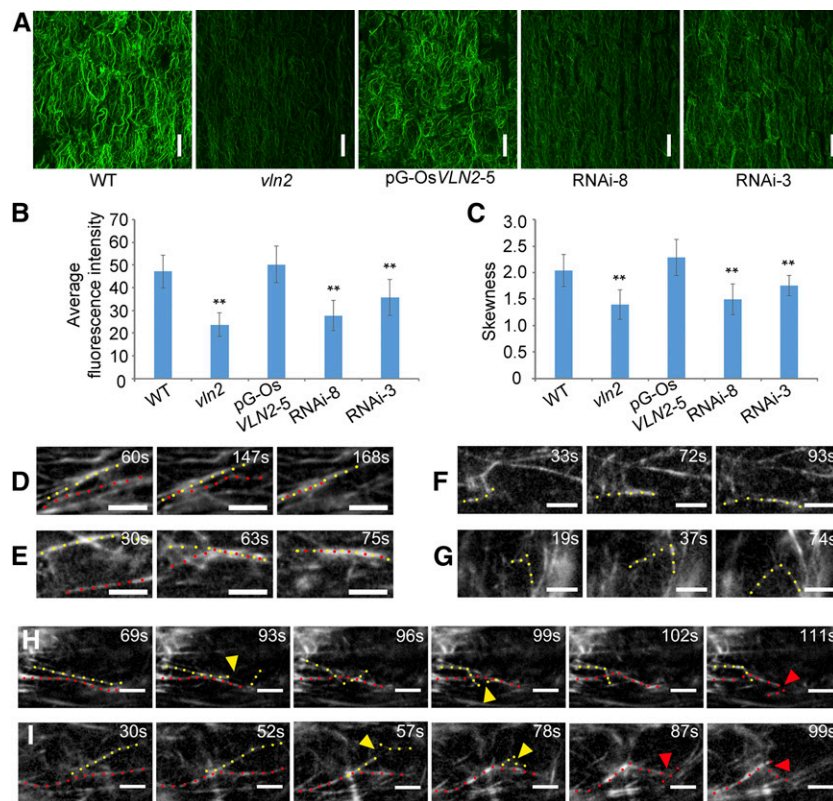 A
WT
vln2
pG-OsVLN2-5
RNAi-8
RNAi-3
B
Average
fluorescence intensity
70
60
50
40
30
20
10
0
**
**
**
WT
vln2
pG-Os
VLN2-5
RNAi-8
RNAi-3
C
Skewness
3.0
2.5
2.0
1.5
1.0
0.5
0.0
**
**
**
WT
vln2
pG-Os
VLN2-5
RNAi-8
RNAi-3
D
60s
147s
168s
E
30s
63s
75s
F
33s
72s
93s
G
19s
37s
74s
H
69s
93s
96s
99s
102s
111s
I
30s
52s
57s
78s
87s
99s